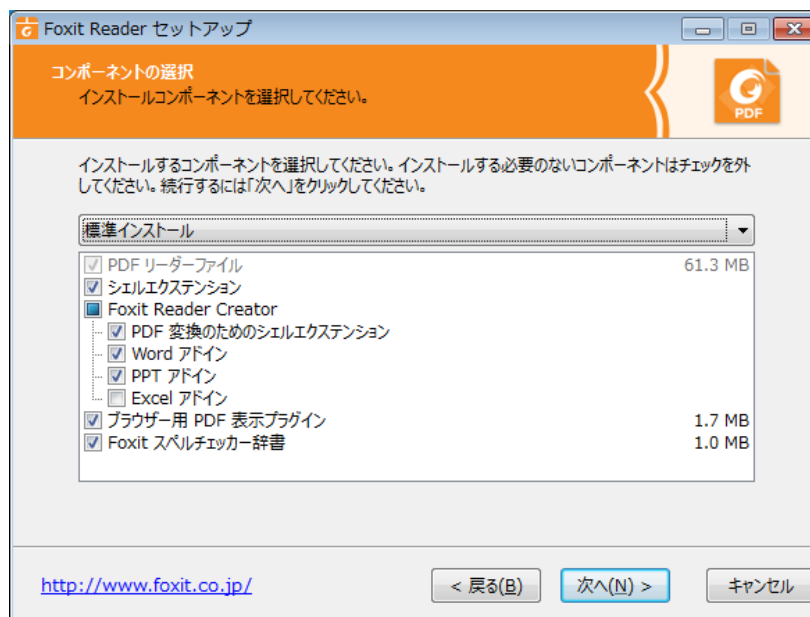 Foxit Reader セットアップ
コンポーネントの選択
インストールコンポーネントを選択してください。
PDF
インストールするコンポーネントを選択してください。インストールする必要のないコンポーネントはチェックを外
してください。続行するには「次へ」をクリックしてください。
標準インストール
PDF リーダーファイル 61.3 MB
シェルエクステンション
Foxit Reader Creator
PDF 変換のためのシェルエクステンション
Word アドイン
PPT アドイン
Excel アドイン
ブラウザー用 PDF 表示プラグイン 1.7 MB
Foxit スペルチェッカー辞書 1.0 MB
http://www.foxit.co.jp/ < 戻る(B) 次へ(N) > キャンセル